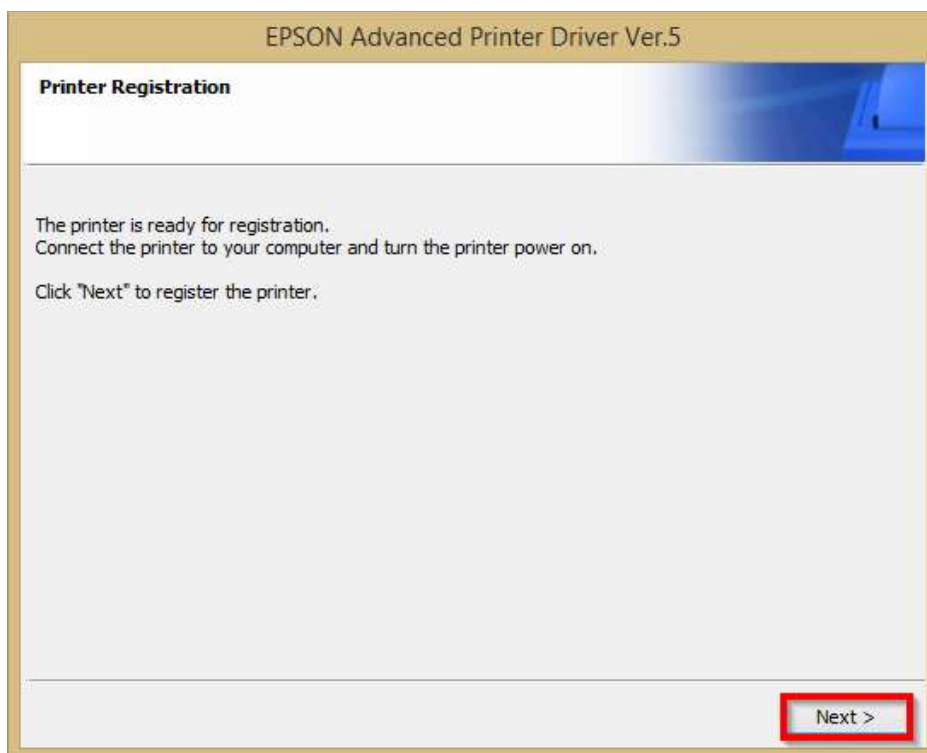 EPSON Advanced Printer Driver Ver.5
Printer Registration
The printer is ready for registration.
Connect the printer to your computer and turn the printer power on.
Click "Next" to register the printer.
Next >